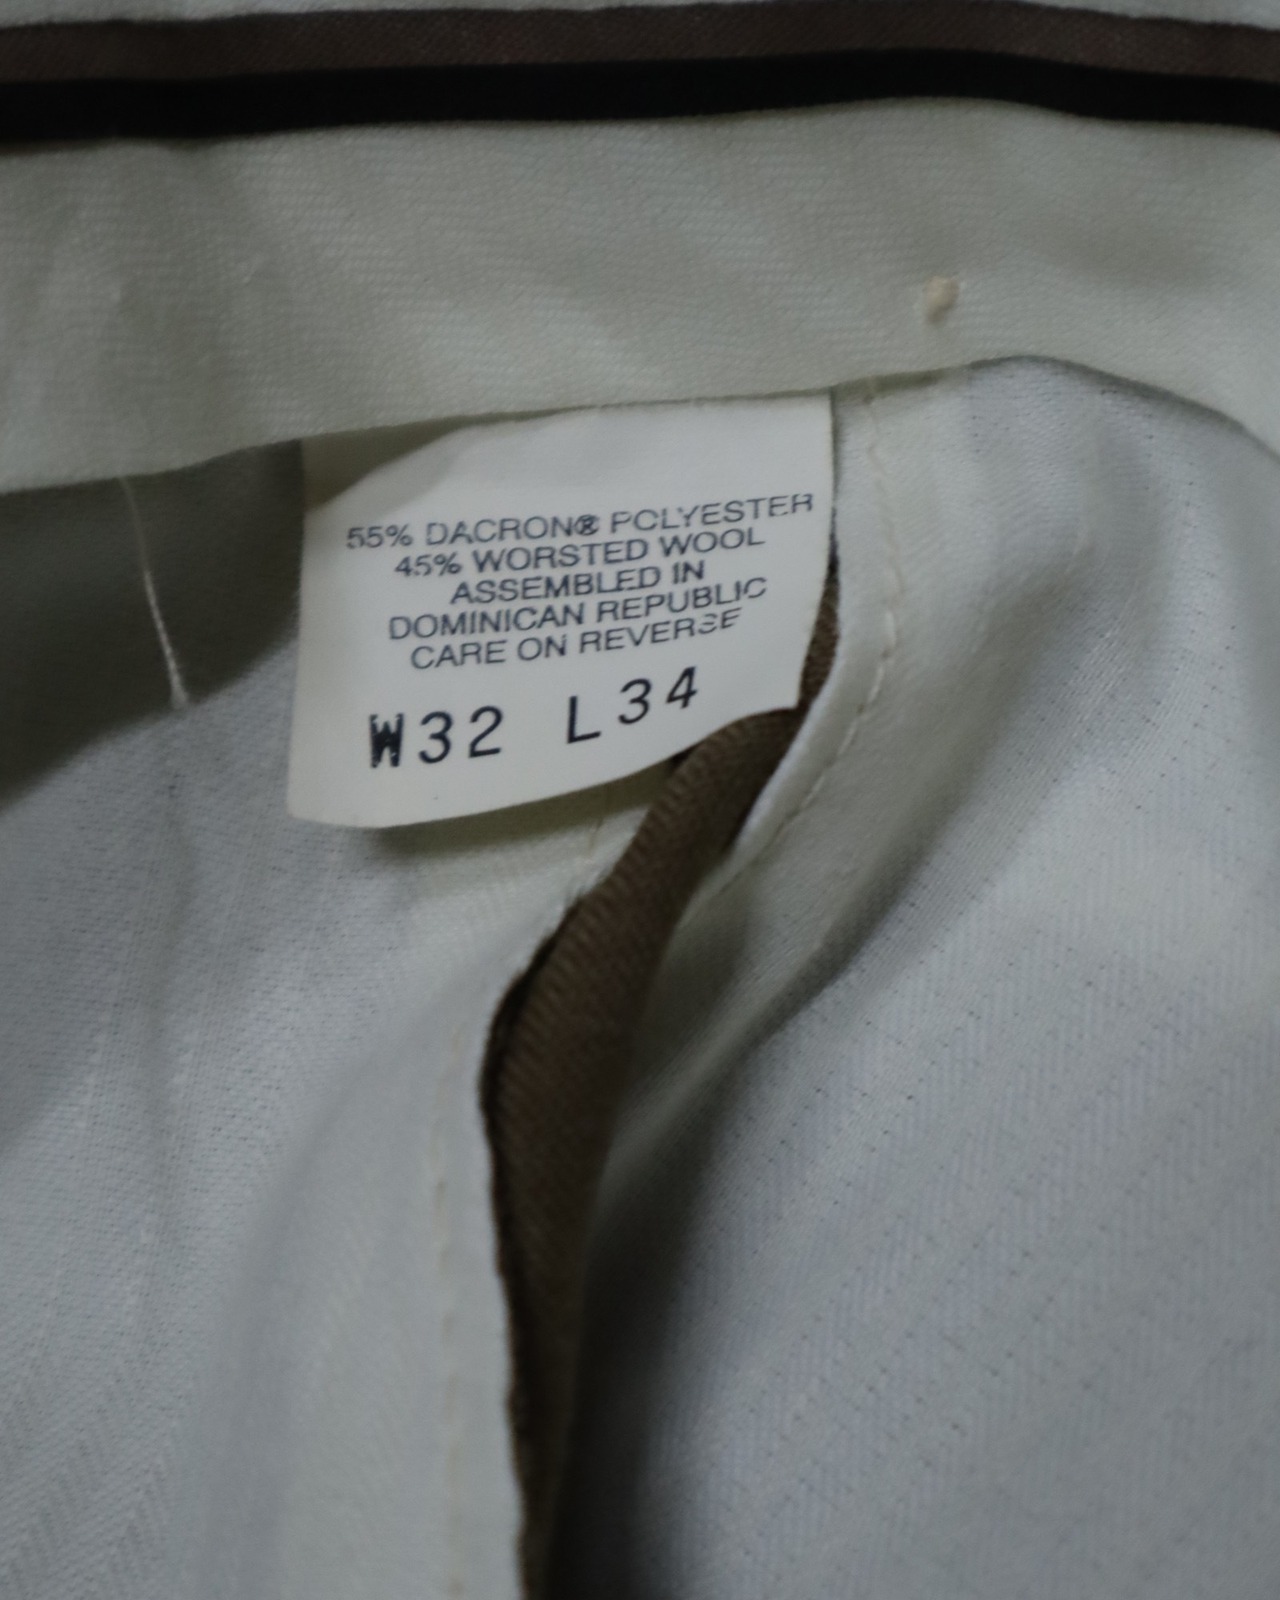 55% DACRON® POLYESTER
45% WORSTED WOOL
ASSEMBLED IN
DOMINICAN REPUBLIC
CARE ON REVERSE
W32 L34